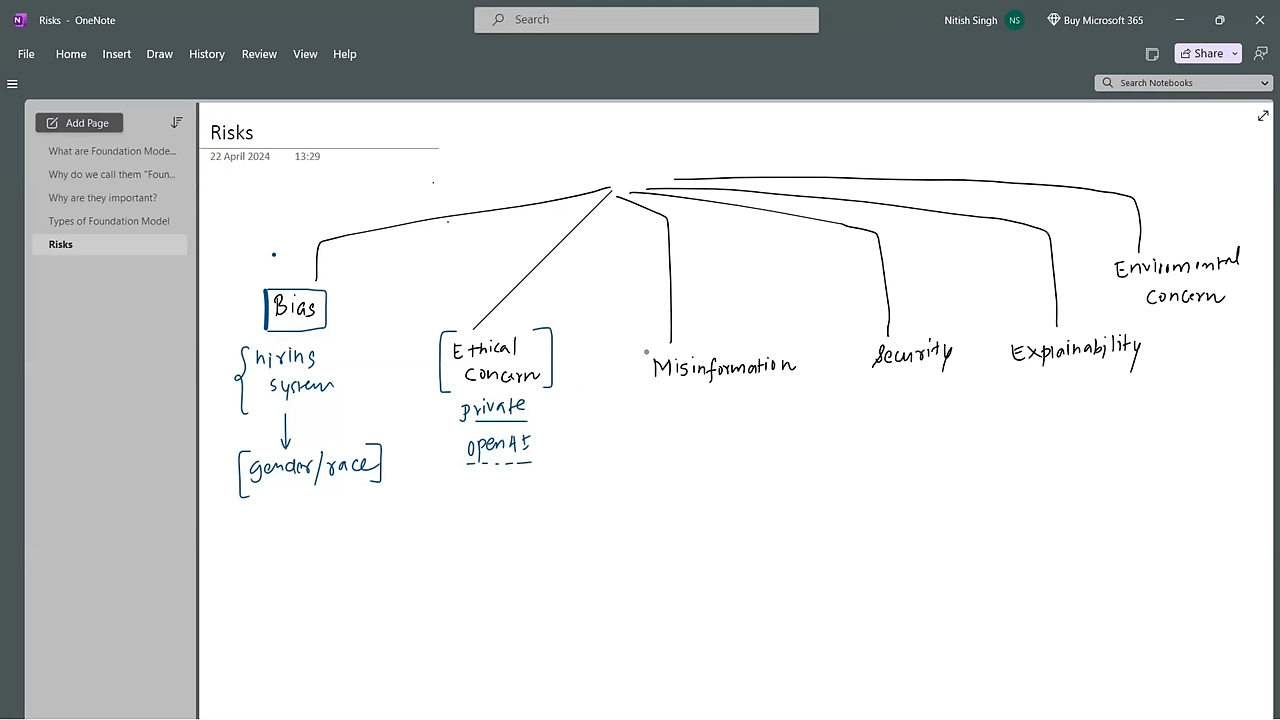 Risks - OneNote
Search
Nitish Singh
NS
Buy Microsoft 365
File
Home
Insert
Draw
History
Review
View
Help
Share
Search Notebooks
Add Page
What are Foundation Mode...
Why do we call them "Foun...
Why are they important?
Types of Foundation Model
Risks
Risks
22 April 2024
13:29
Bias
hiring
system
gender/race
Ethical
Concern
private
openAI
Misinformation
Security
Explainability
Enviromental
Concern